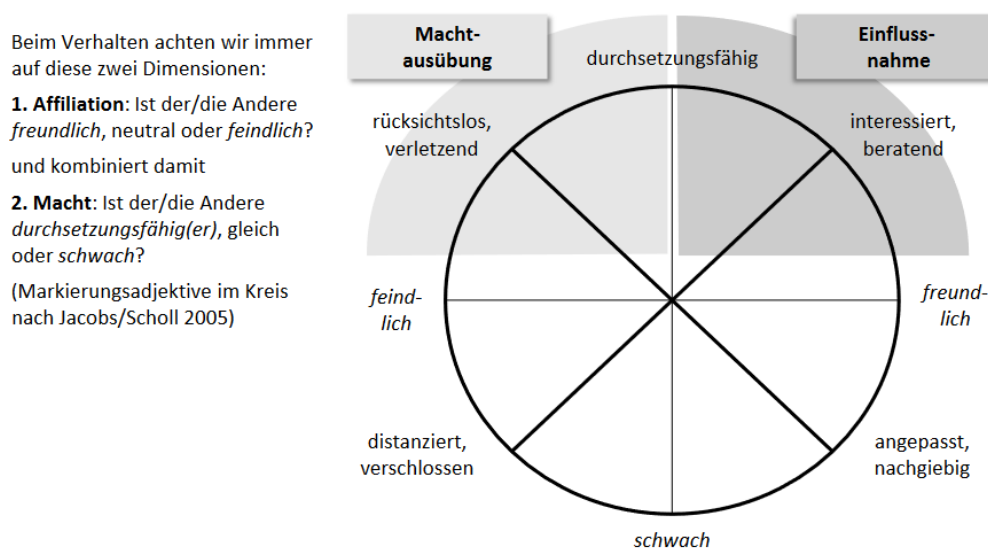 Beim Verhalten achten wir immer
auf diese zwei Dimensionen:
1. Affiliation: Ist der/die Andere
freundlich, neutral oder feindlich?
und kombiniert damit
2. Macht: Ist der/die Andere
durchsetzungsfähig(er), gleich
oder schwach?
(Markierungsadjektive im Kreis
nach Jacobs/Scholl 2005)
Macht-
ausübung
durchsetzungsfähig
Einfluss-
nahme
rücksichtslos,
verletzend
interessiert,
beratend
feind-
lich
freund-
lich
distanziert,
verschlossen
angepasst,
nachgiebig
schwach